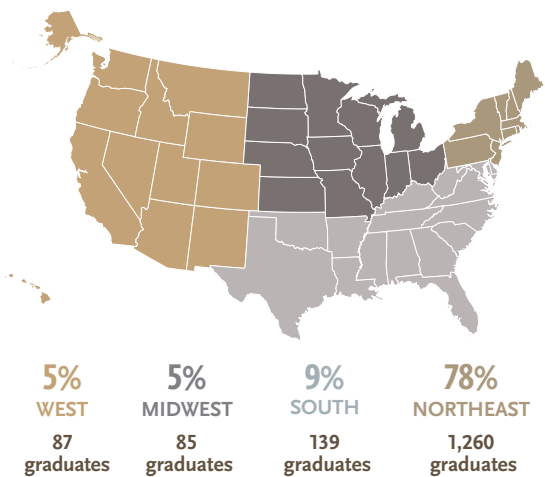 5% 5% 9% 78%
WEST MIDWEST SOUTH NORTHEAST
87 85 139 1,260
graduates graduates graduates graduates